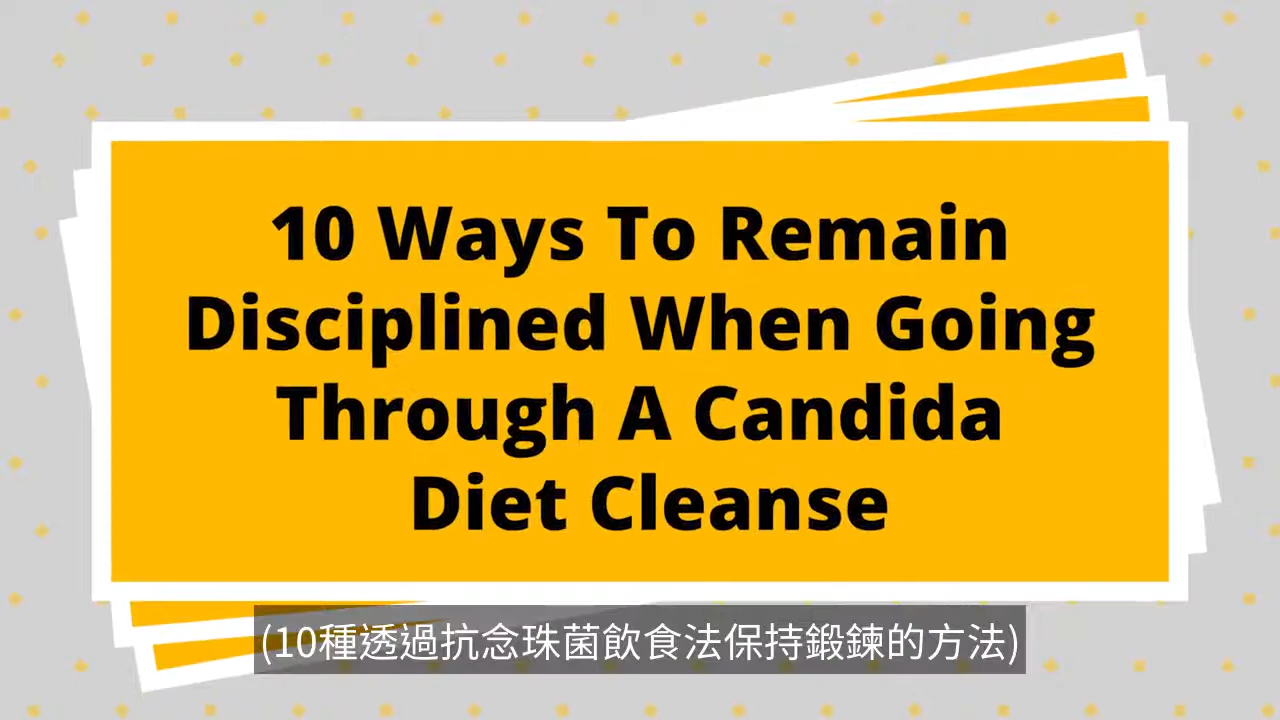 10 Ways To Remain
Disciplined When Going
Through A Candida
Diet Cleanse
(10種透過抗念珠菌飲食法保持鍛鍊的方法)